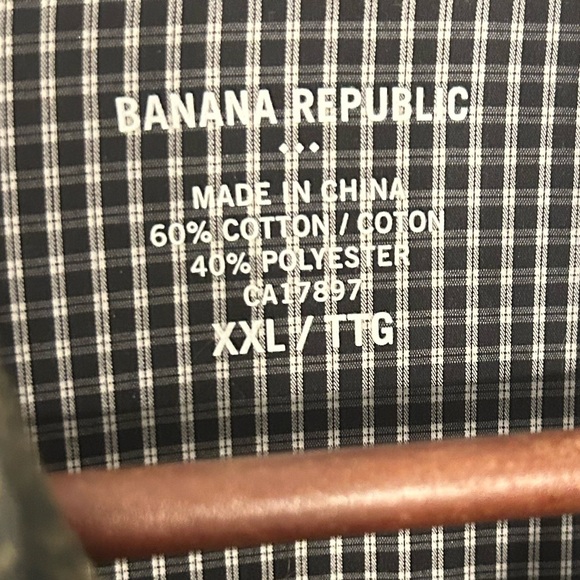 BANANA REPUBLIC
MADE IN CHINA
60% COTTON / COTON
40% POLYESTER
CA17897
XXL / TTG